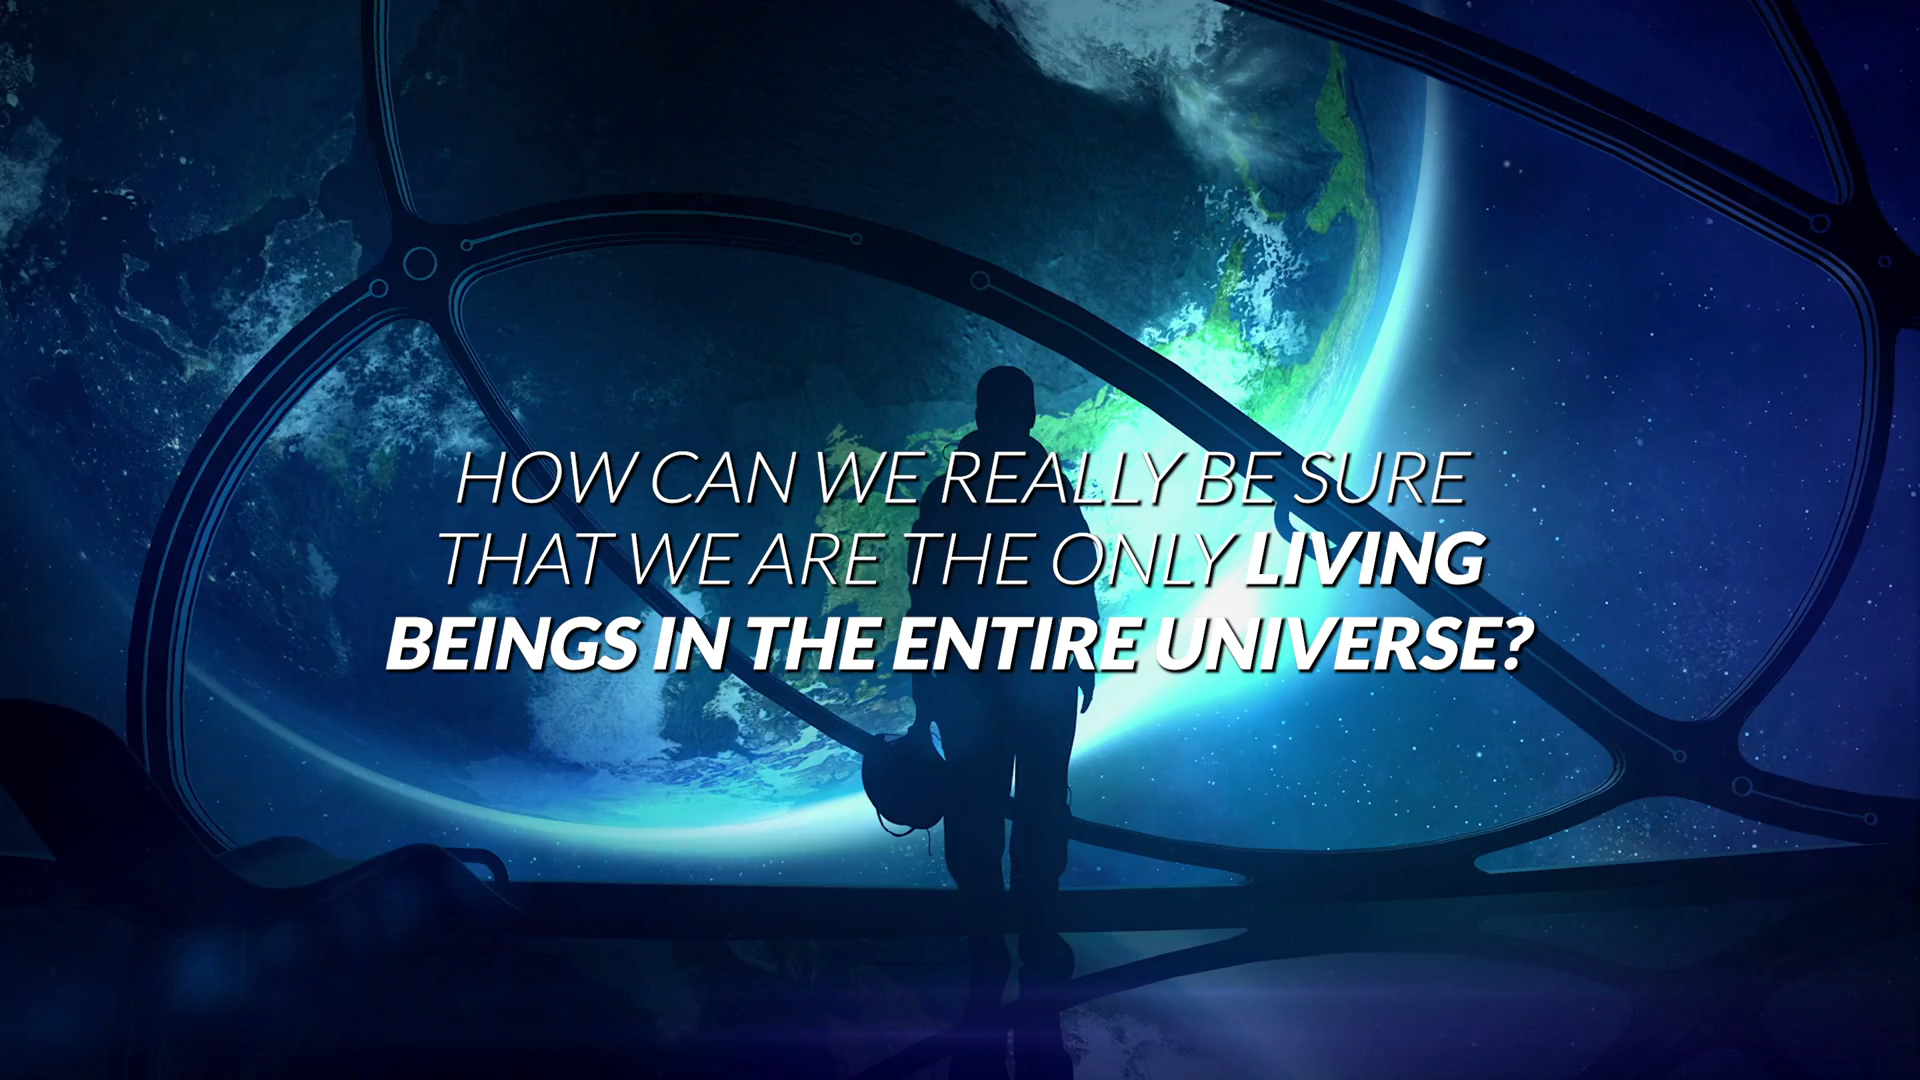 HOW CAN WE REALLY BE SURE
THAT WE ARE THE ONLY LIVING
BEINGS IN THE ENTIRE UNIVERSE?